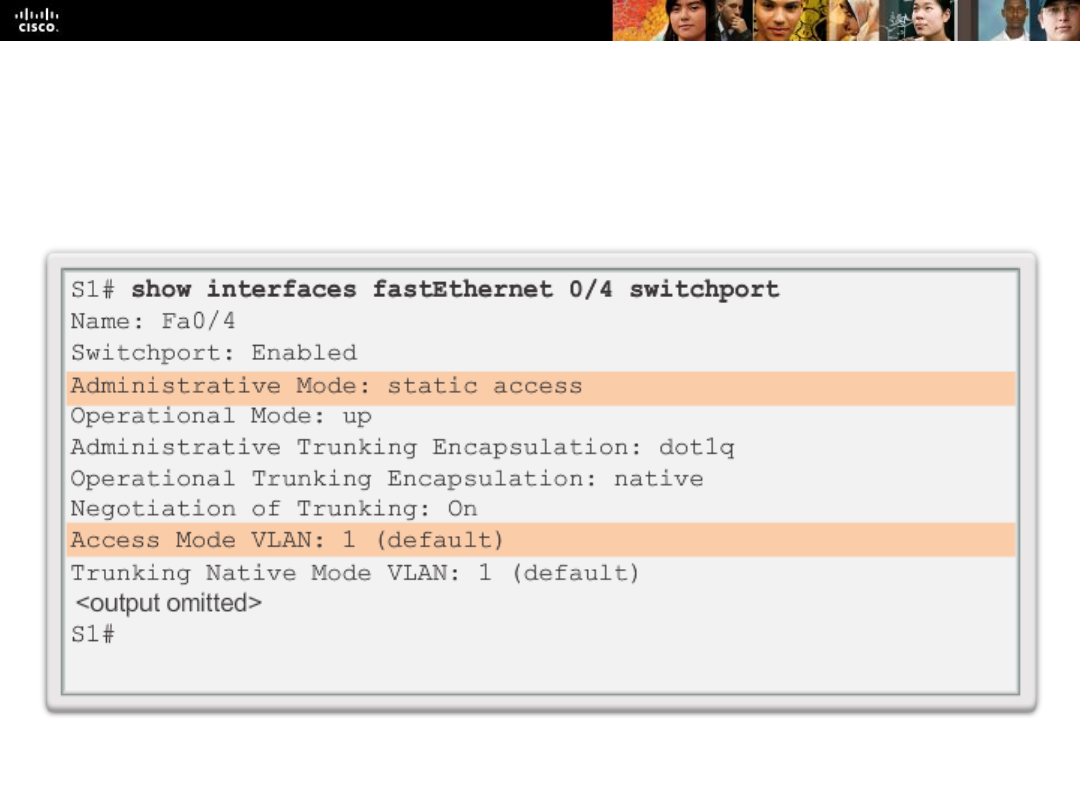 CISCO.
S1# show interfaces fastEthernet 0/4 switchport
Name: Fa0/4
Switchport: Enabled
Administrative Mode: static access
Operational Mode: up
Administrative Trunking Encapsulation: dot1q
Operational Trunking Encapsulation: native
Negotiation of Trunking: On
Access Mode VLAN: 1 (default)
Trunking Native Mode VLAN: 1 (default)
<output omitted>
S1#